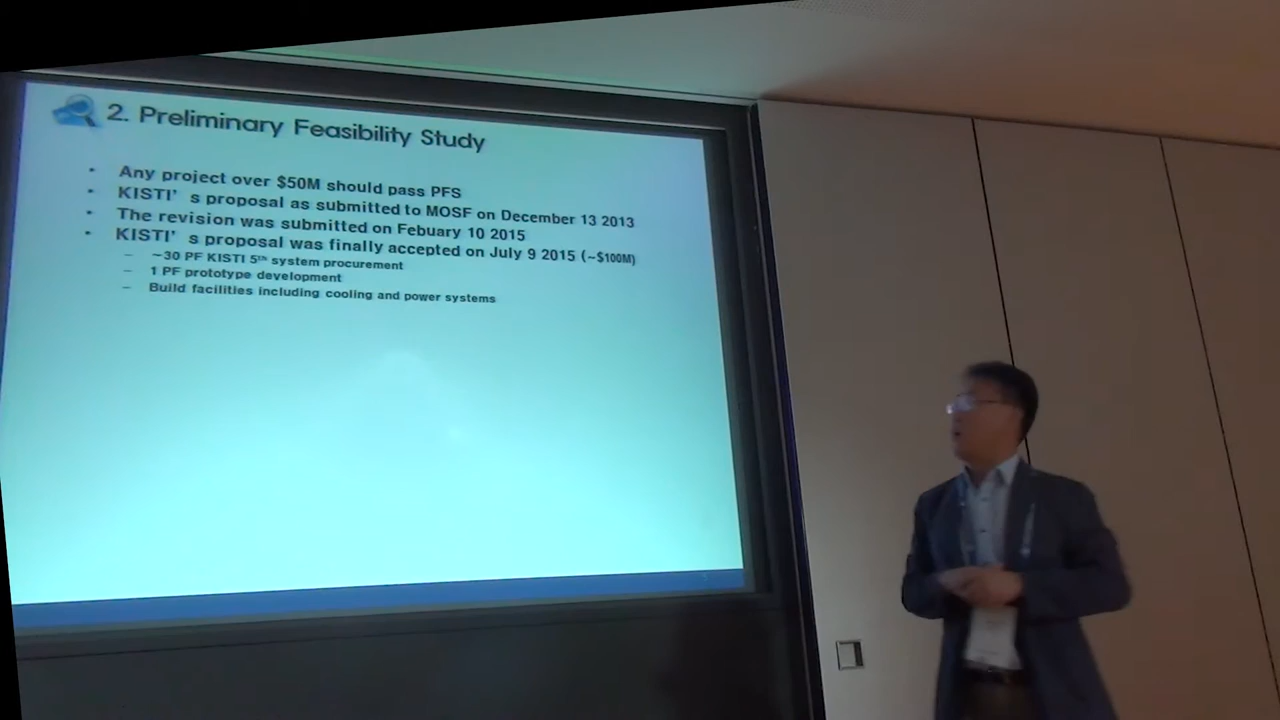 2. Preliminary Feasibility Study
• Any project over $50M should pass PFS
• KISTI’ s proposal as submitted to MOSF on December 13 2013
• The revision was submitted on Febuary 10 2015
• KISTI’ s proposal was finally accepted on July 9 2015 (~$100M)
– ~30 PF KISTI 5th system procurement
– 1 PF prototype development
– Build facilities including cooling and power systems